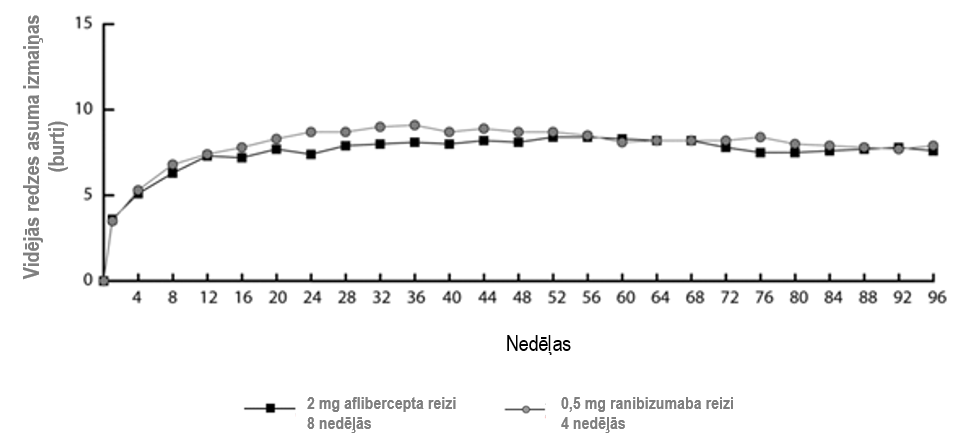 Vidējās redzes asuma izmaiņas
(burti)
15
10
5
0
4 8 12 16 20 24 28 32 36 40 44 48 52 56 60 64 68 72 76 80 84 88 92 96
Nedēļas
2 mg aflibercepta reizi
8 nedējās
0,5 mg ranibizumaba reizi
4 nedējās